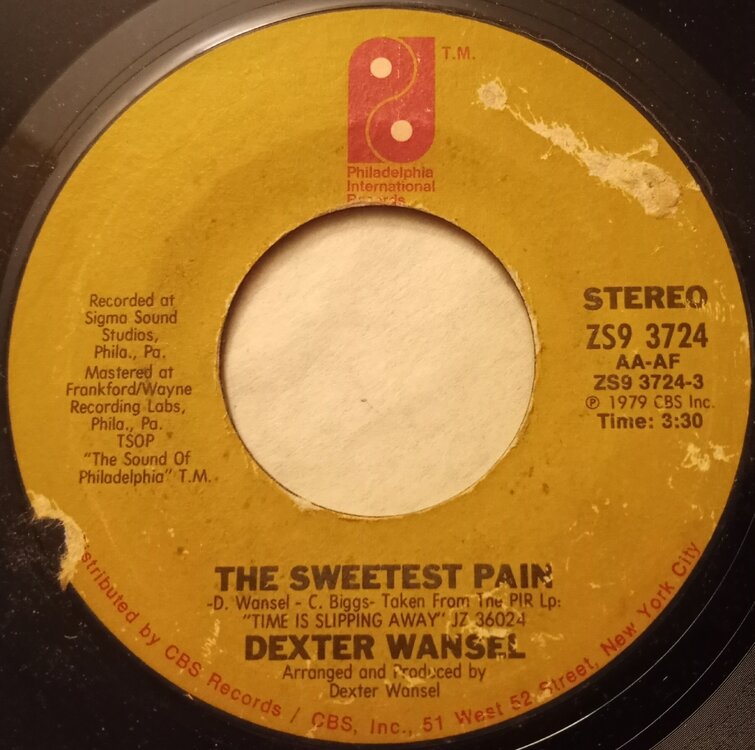 T.M.
Philadelphia
International
Records
Recorded at
Sigma Sound
Studios,
Phila., Pa.
Mastered at
Frankford/Wayne
Recording Labs,
Phila., Pa.
TSOP
"The Sound Of
Philadelphia" T.M.
STEREO
ZS9 3724
AA-AF
ZS9 3724-3
℗ 1979 CBS Inc.
Time: 3:30
THE SWEETEST PAIN
-D. Wansel - C. Biggs- Taken From The PIR Lp:
"TIME IS SLIPPING AWAY" JZ 36024
DEXTER WANSEL
Arranged and Produced by
Dexter Wansel
Distributed by CBS Records / CBS, Inc., 51 West 52 Street, New York City